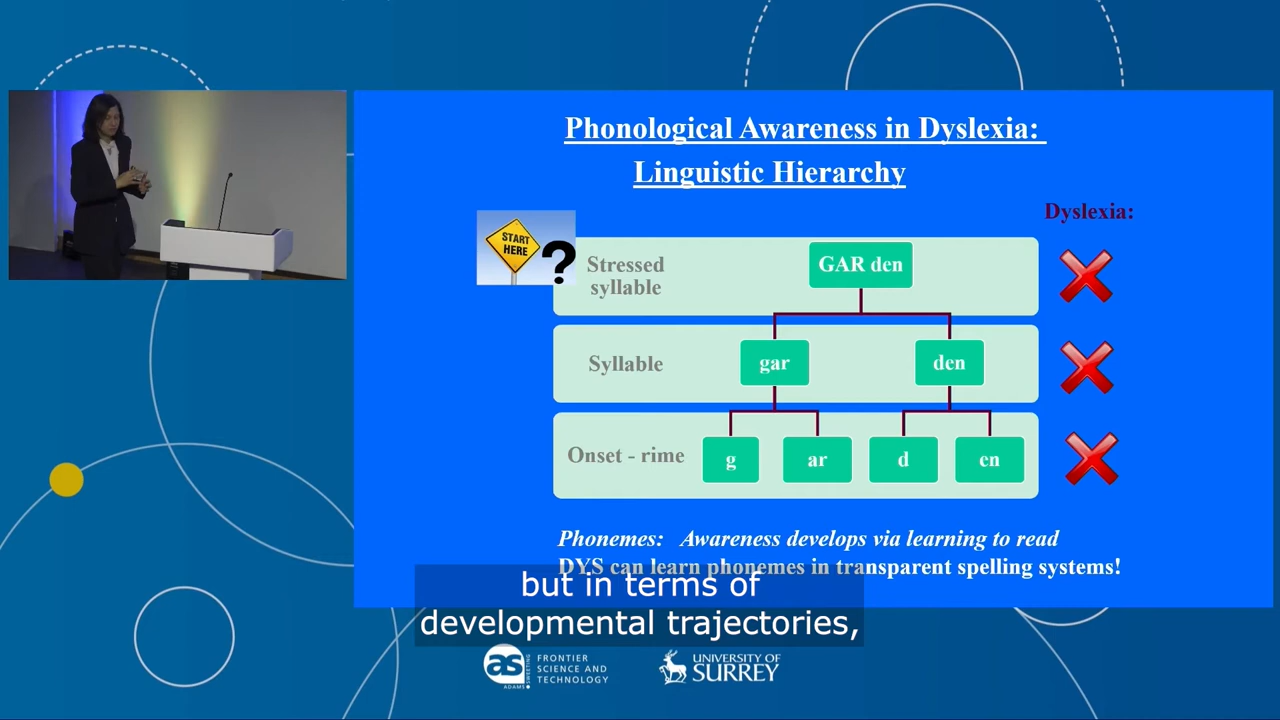 Phonological Awareness in Dyslexia:
Linguistic Hierarchy
Dyslexia:
START
HERE
?
Stressed
syllable
GAR den
Syllable
gar
den
Onset - rime
g
ar
d
en
Phonemes: Awareness develops via learning to read
DYS can learn phonemes in transparent spelling systems!
but in terms of
developmental trajectories,
as
ADAMS
SWEETING
FRONTIER
SCIENCE AND
TECHNOLOGY
UNIVERSITY OF
SURREY